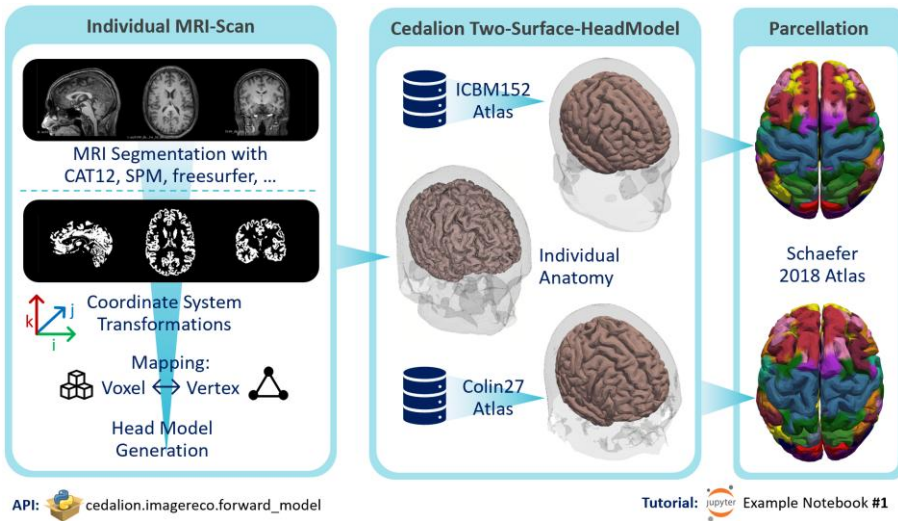 Individual MRI-Scan
MRI Segmentation with
CAT12, SPM, freesurfer, ...
k
j
i
Coordinate System
Transformations
Mapping:
Voxel ↔ Vertex
Head Model
Generation
Cedalion Two-Surface-HeadModel
ICBM152
Atlas
Individual
Anatomy
Colin27
Atlas
Parcellation
Schaefer
2018 Atlas
API: cedalion.imagereco.forward_model
Tutorial: jupyter Example Notebook #1